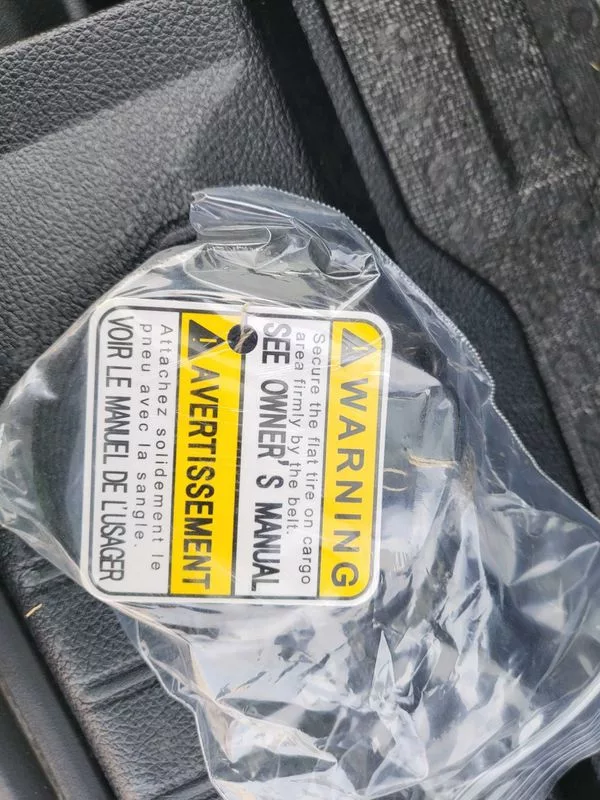 WARNING
Secure the flat tire on cargo
area firmly by the belt.
SEE OWNER'S MANUAL
AVERTISSEMENT
Attachez solidement le
pneu avec la sangle.
VOIR LE MANUEL DE L'USAGER